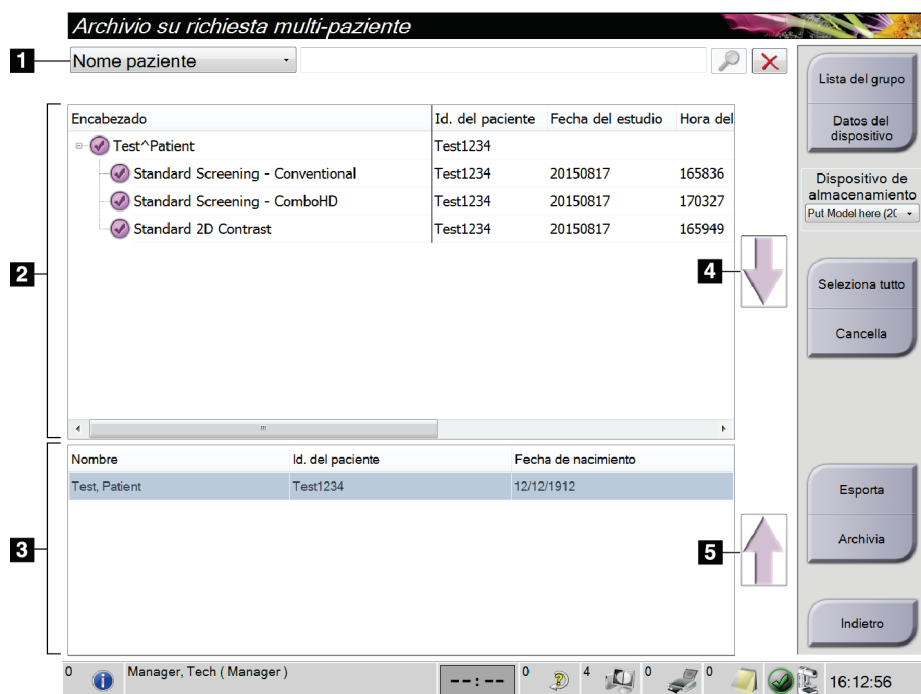 Archivio su richiesta multi-paziente
1
Nome paziente
2
Encabezado Id. del paciente Fecha del estudio Hora del
Test^Patient Test1234
Standard Screening - Conventional Test1234 20150817 165836
Standard Screening - ComboHD Test1234 20150817 170327
Standard 2D Contrast Test1234 20150817 165949
4
3
Nombre Id. del paciente Fecha de nacimiento
Test, Patient Test1234 12/12/1912
5
Lista del grupo
Datos del
dispositivo
Dispositivo de
almacenamiento
Put Model here (20
Seleziona tutto
Cancella
Esporta
Archivia
Indietro
0 Manager, Tech ( Manager ) --:-- 0 4 0 0 16:12:56